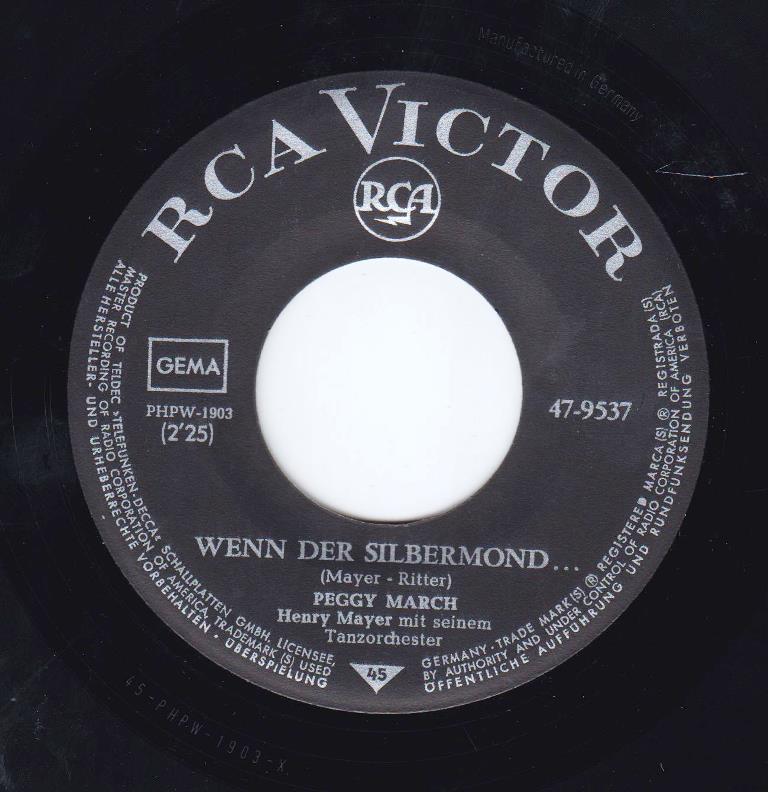 Manufactured in Germany
RCA VICTOR
RCA
GEMA
PHPW-1903
(2'25)
47-9537
WENN DER SILBERMOND...
(Mayer - Ritter)
PEGGY MARCH
Henry Mayer mit seinem
Tanzorchester
45
PRODUCT OF TELDEC »TELEFUNKEN-DECCA« SCHALLPLATTEN GMBH, LICENSEE,
MASTER RECORDING OF RADIO CORPORATION OF AMERICA TRADEMARK(S) USED
ALLE HERSTELLER- UND URHEBERRECHTE VORBEHALTEN · ÜBERSPIELUNG
GERMANY · TRADE MARK(S) ® REGISTERED MARCA(S) ® REGISTRADA(S)
BY AUTHORITY AND UNDER CONTROL OF RADIO CORPORATION OF AMERICA (RCA)
ÖFFENTLICHE AUFFÜHRUNG UND RUNDFUNKSENDUNG VERBOTEN
45-PHPW-1903-X